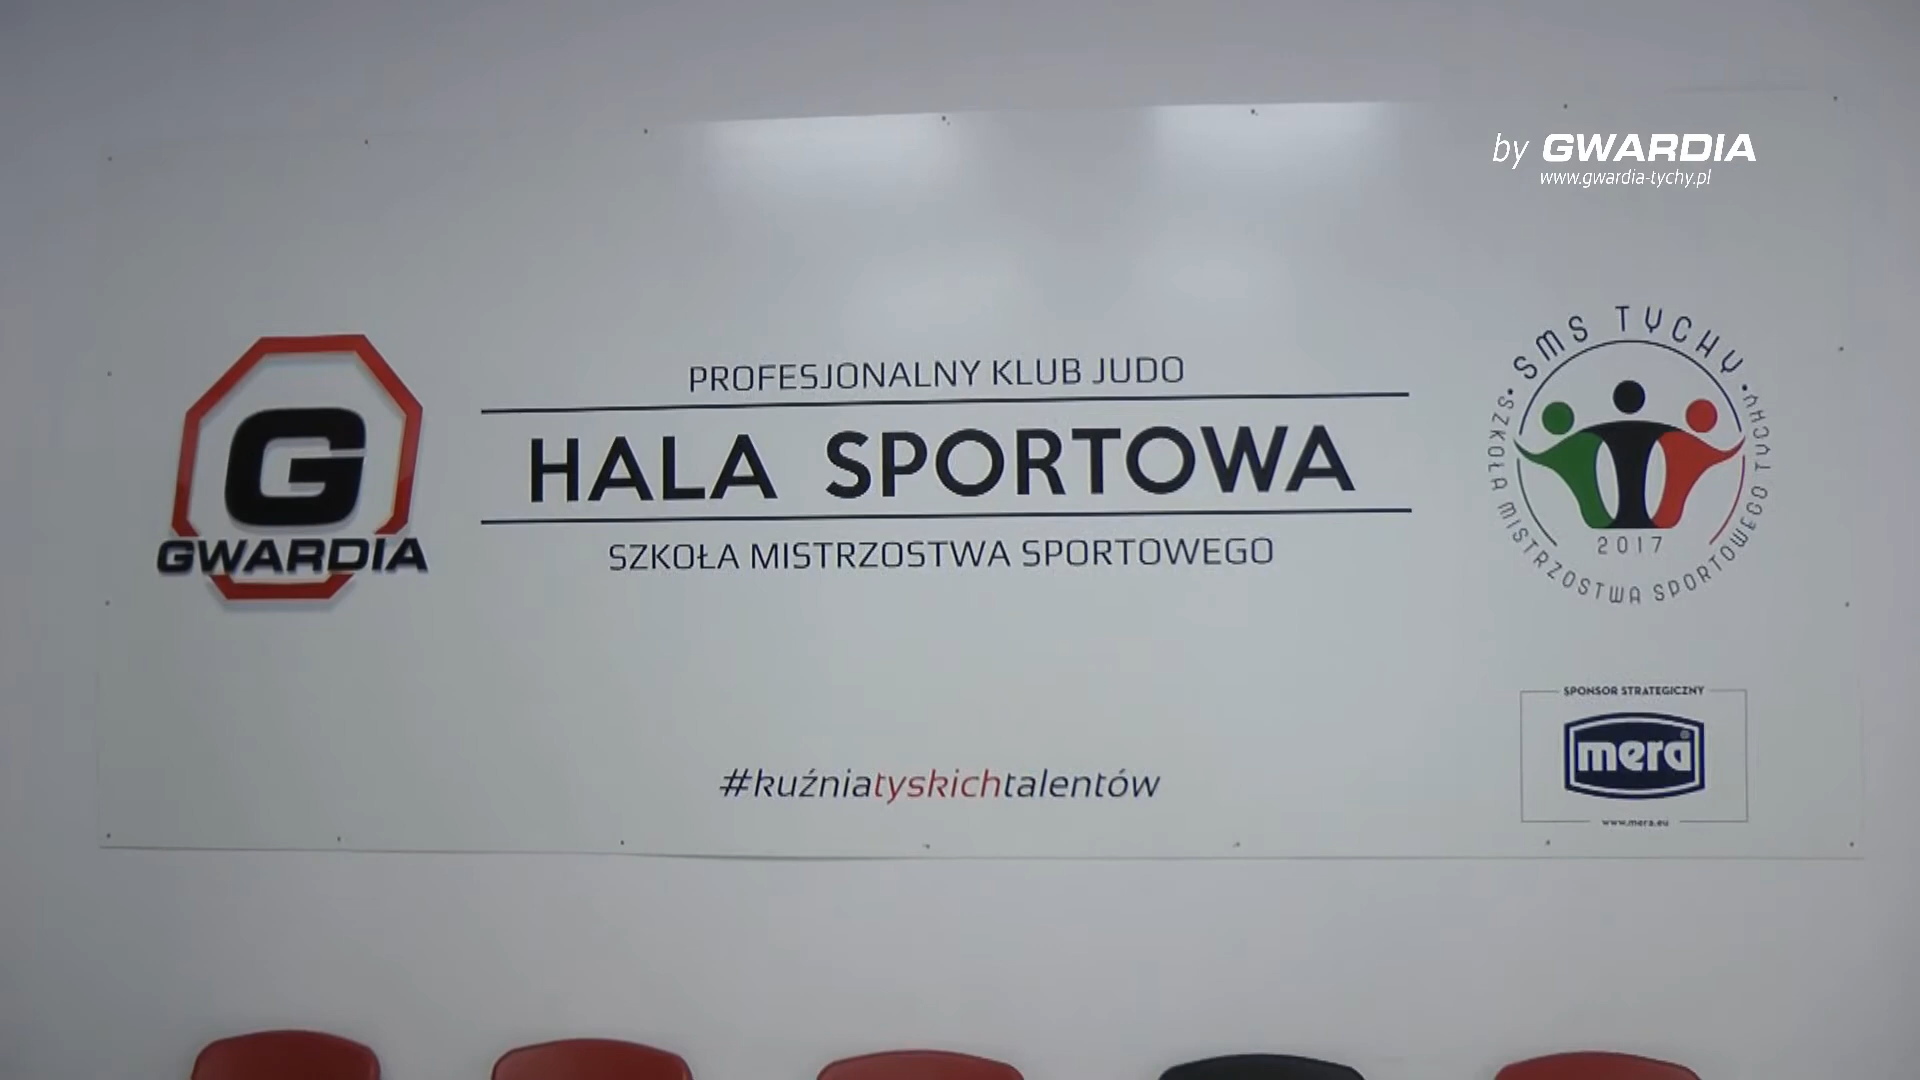 by GWARDIA
www.gwardia-tychy.pl
G
GWARDIA
PROFESJONALNY KLUB JUDO
HALA SPORTOWA
SZKOŁA MISTRZOSTWA SPORTOWEGO
#kuźniatyskichtalentów
• SMS TYCHY •
SZKOŁA MISTRZOSTWA SPORTOWEGO TYCHY
2017
SPONSOR STRATEGICZNY
mera®
www.mera.eu